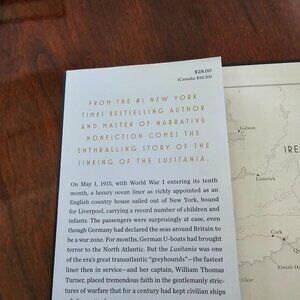 $28.00
(Canada: $32.50)
FROM THE #1 NEW YORK
TIMES BESTSELLING AUTHOR
AND MASTER OF NARRATIVE
NONFICTION COMES THE
ENTHRALLING STORY OF THE
SINKING OF THE LUSITANIA.
On May 1, 1915, with World War I entering its tenth
month, a luxury ocean liner as richly appointed as an
English country house sailed out of New York, bound
for Liverpool, carrying a record number of children and
infants. The passengers were surprisingly at ease, even
though Germany had declared the seas around Britain to
be a war zone. For months, German U-boats had brought
terror to the North Atlantic. But the Lusitania was one
of the era's great transatlantic "greyhounds"—the fastest
liner then in service—and her captain, William Thomas
Turner, placed tremendous faith in the gentlemanly stric-
tures of warfare that for a century had kept civilian ships
Galway
IRE
Limerick
Cork
Kinsale